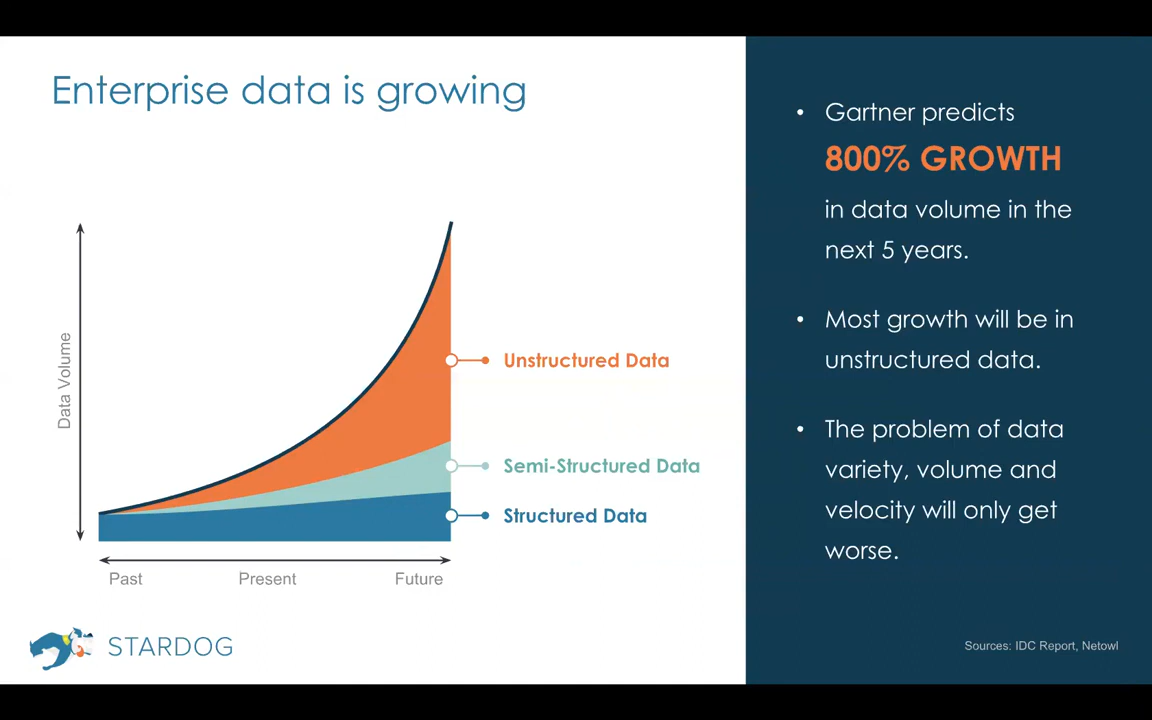 Enterprise data is growing
Data Volume
Unstructured Data
Semi-Structured Data
Structured Data
Past
Present
Future
STARDOG
• Gartner predicts
800% GROWTH
in data volume in the
next 5 years.
• Most growth will be in
unstructured data.
• The problem of data
variety, volume and
velocity will only get
worse.
Sources: IDC Report, Netowl